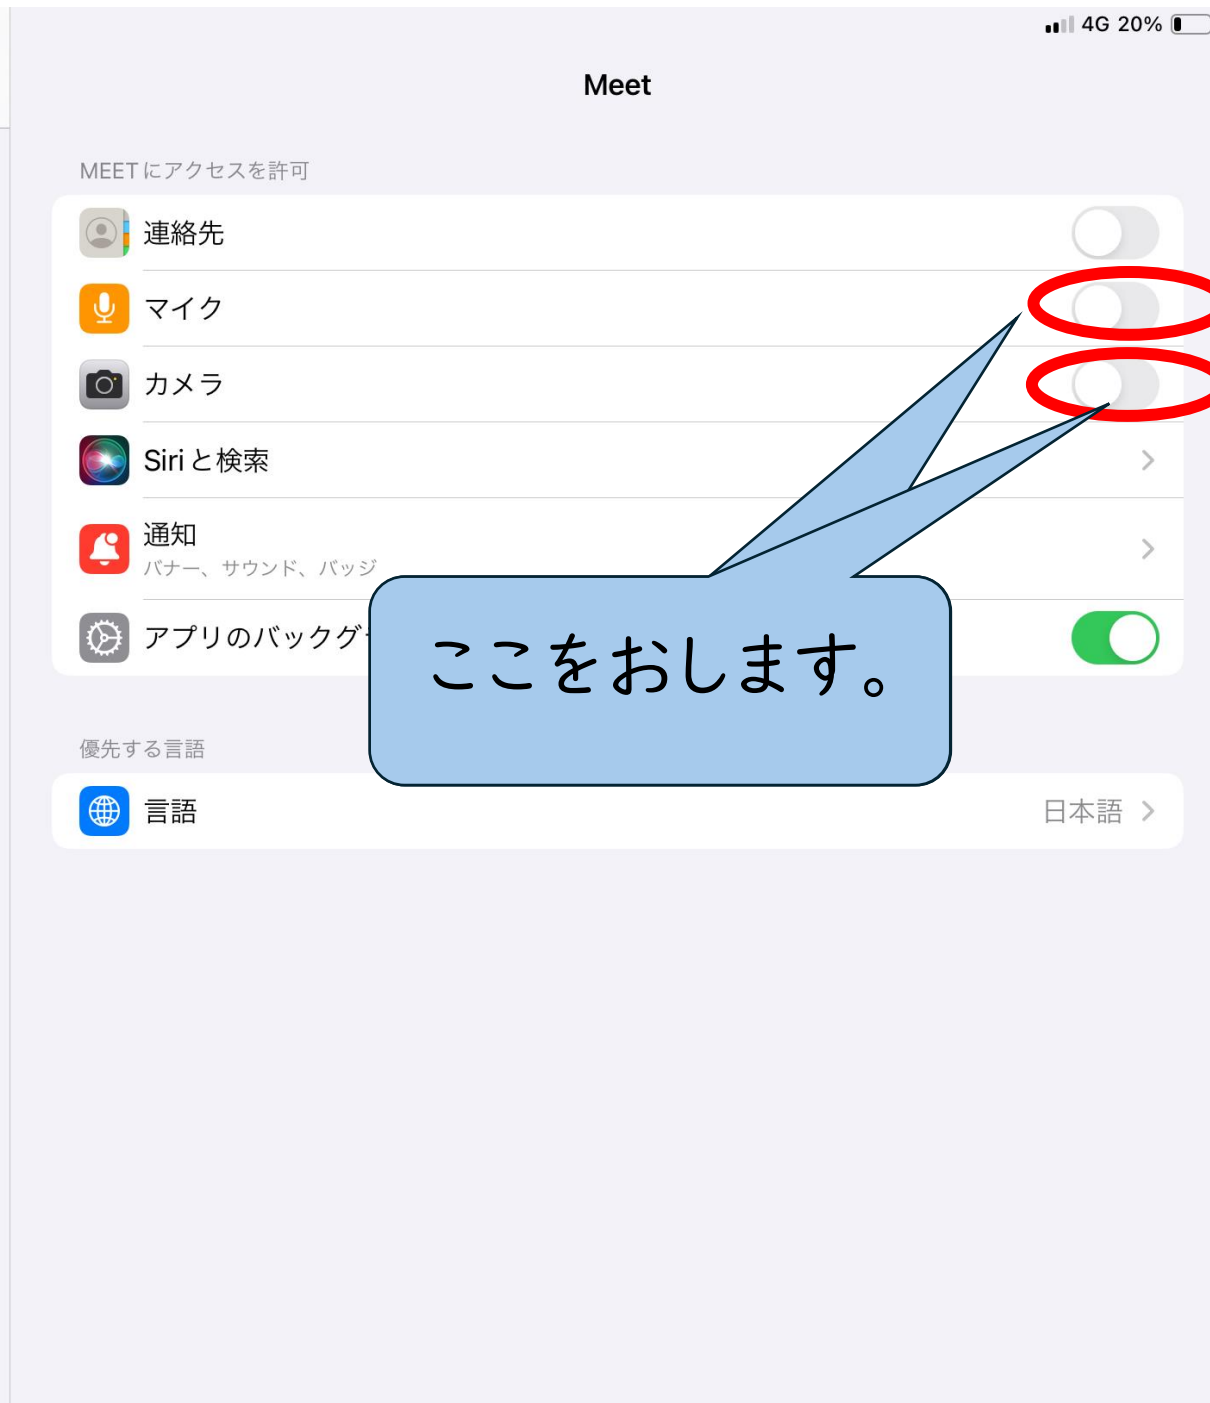 4G 20%
Meet
MEETにアクセスを許可
連絡先
マイク
カメラ
Siriと検索
通知
バナー、サウンド、バッジ
アプリのバックグ
ここをおします。
優先する言語
言語
日本語